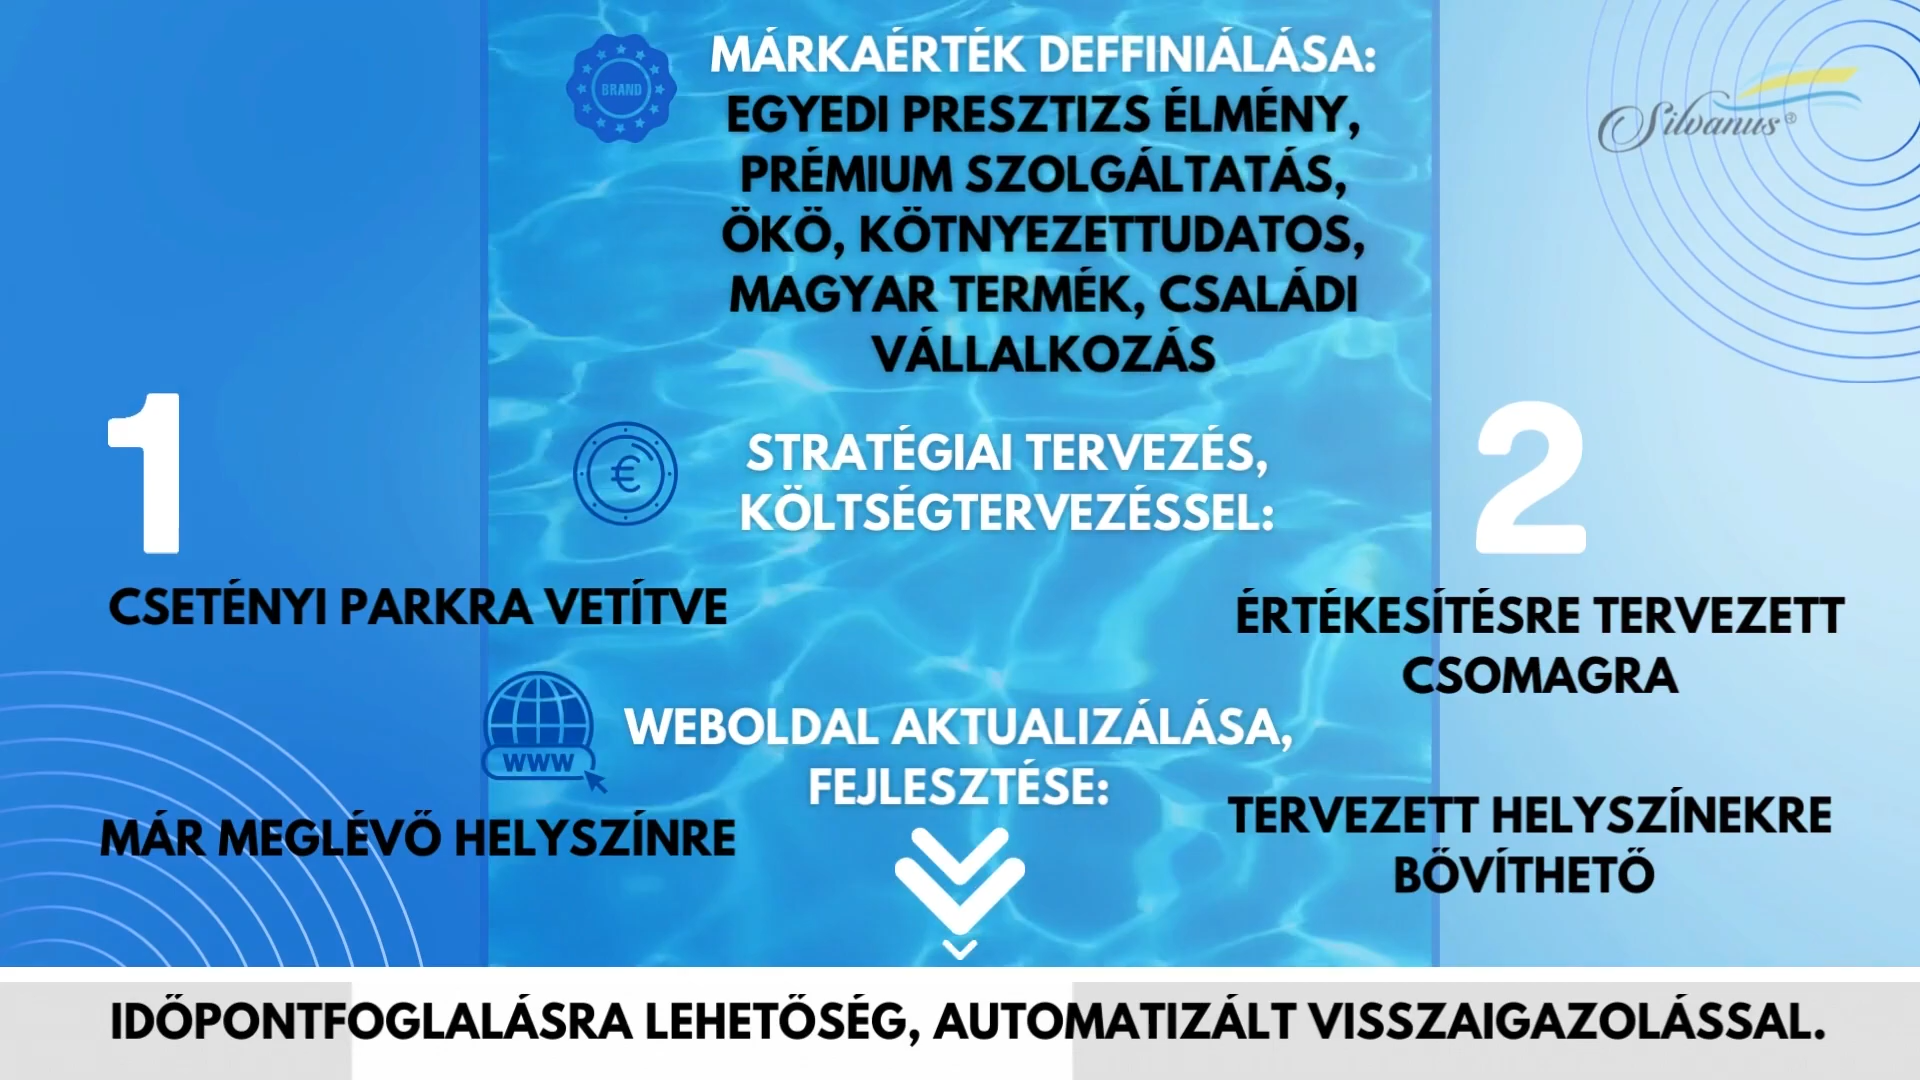 BRAND
MÁRKAÉRTÉK DEFFINIÁLÁSA:
EGYEDI PRESZTIZS ÉLMÉNY,
PRÉMIUM SZOLGÁLTATÁS,
ÖKÖ, KÖTNYEZETTUDATOS,
MAGYAR TERMÉK, CSALÁDI
VÁLLALKOZÁS
Silvanus®
1
STRATÉGIAI TERVEZÉS,
KÖLTSÉGTERVEZÉSSEL:
€
2
CSETÉNYI PARKRA VETÍTVE
ÉRTÉKESÍTÉSRE TERVEZETT
CSOMAGRA
WWW
WEBOLDAL AKTUALIZÁLÁSA,
FEJLESZTÉSE:
MÁR MEGLÉVŐ HELYSZÍNRE
TERVEZETT HELYSZÍNEKRE
BŐVÍTHETŐ
IDŐPONTFOGLALÁSRA LEHETŐSÉG, AUTOMATIZÁLT VISSZAIGAZOLÁSSAL.